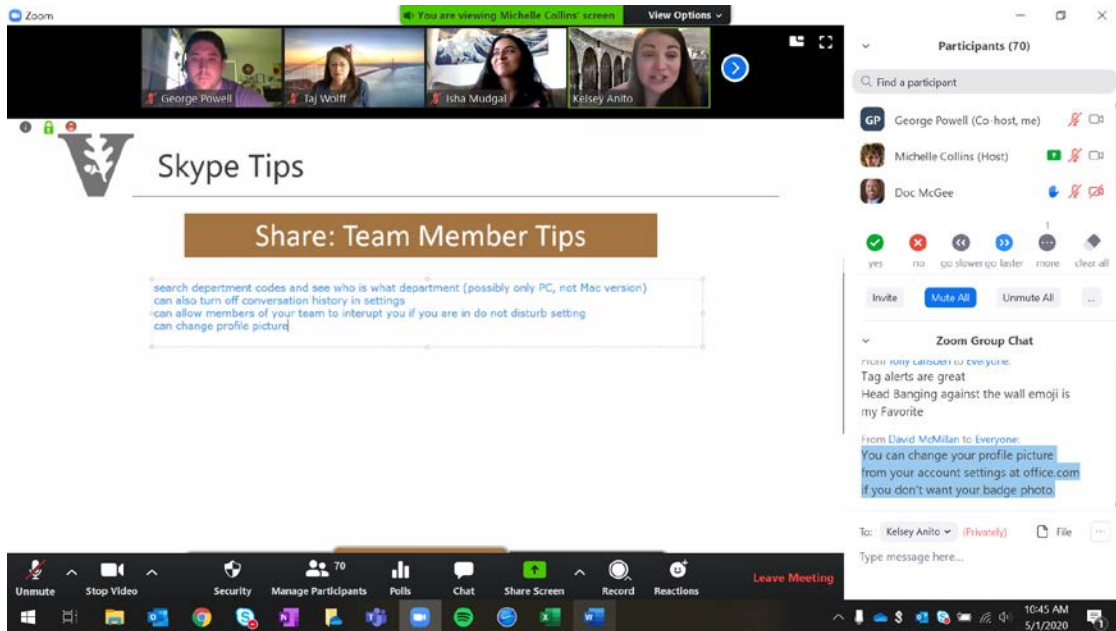 Zoom
You are viewing Michelle Collins' screen
View Options
George Powell
Taj Wolff
Isha Mudgal
Kelsey Anito
Skype Tips
Share: Team Member Tips
search department codes and see who is what department (possibly only PC, not Mac version)
can also turn off conversation history in settings
can allow members of your team to interupt you if you are in do not disturb setting
can change profile picture
Participants (70)
Find a participant
GP
George Powell (Co-host, me)
Michelle Collins (Host)
Doc McGee
1
yes no go slower go faster more clear all
Invite Mute All Unmute All ...
Zoom Group Chat
From Tony Lansden to Everyone:
Tag alerts are great
Head Banging against the wall emoji is
my Favorite
From David McMillan to Everyone:
You can change your profile picture
from your account settings at office.com
if you don't want your badge photo.
To: Kelsey Anito (Privately) File ...
Type message here...
70
Unmute Stop Video Security Manage Participants Polls Chat Share Screen Record Reactions
Leave Meeting
10:45 AM
5/1/2020